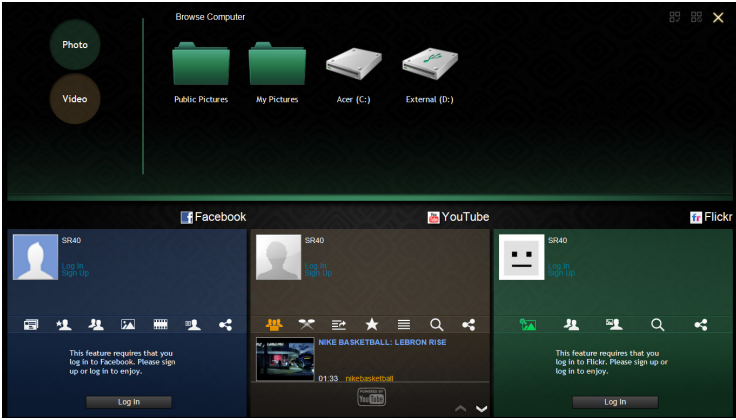 Browse Computer
Photo
Video
Public Pictures
My Pictures
Acer (C:)
External (D:)
Facebook
SR40
Log In
Sign Up
This feature requires that you
log in to Facebook. Please sign
up or log in to enjoy.
Log In
YouTube
SR40
Log In
Sign Up
NIKE BASKETBALL: LEBRON RISE
01:33 nikebasketball
POWERED BY
YouTube
Flickr
SR40
Log In
Sign Up
This feature requires that you
log in to Flickr. Please sign up or
log in to enjoy.
Log In